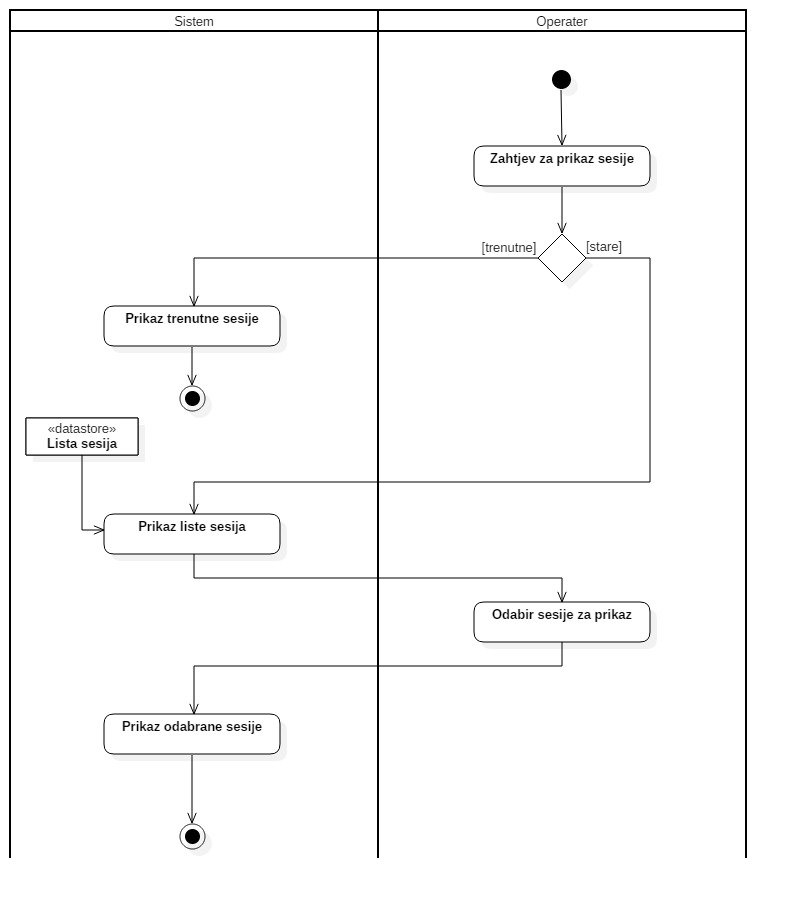 Sistem
Operater
Zahtjev za prikaz sesije
[trenutne]
[stare]
Prikaz trenutne sesije
«datastore»
Lista sesija
Prikaz liste sesija
Odabir sesije za prikaz
Prikaz odabrane sesije